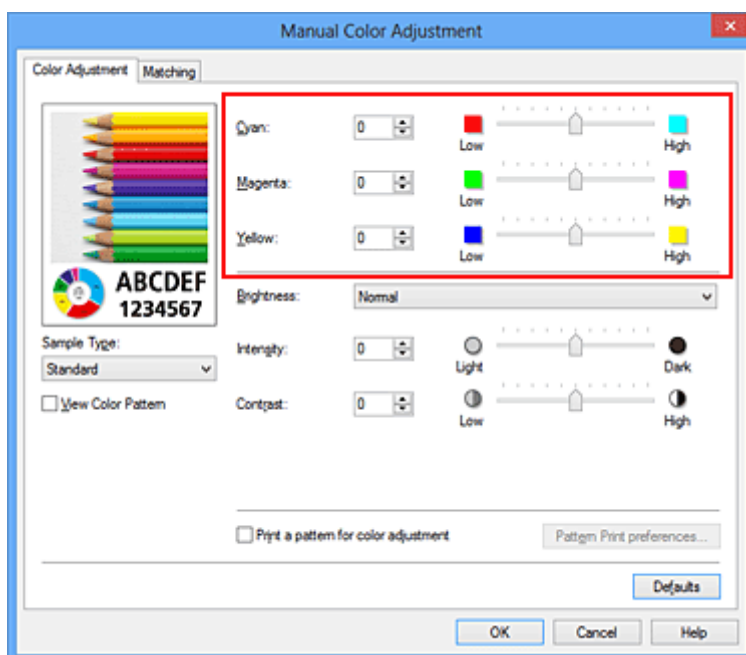 Manual Color Adjustment
Color Adjustment Matching
Cyan: 0 Low High
Magenta: 0 Low High
Yellow: 0 Low High
ABCDEF
1234567
Brightness: Normal
Sample Type:
Standard
Intensity: 0 Light Dark
View Color Pattern
Contrast: 0 Low High
Print a pattern for color adjustment Pattern Print preferences...
Defaults
OK Cancel Help